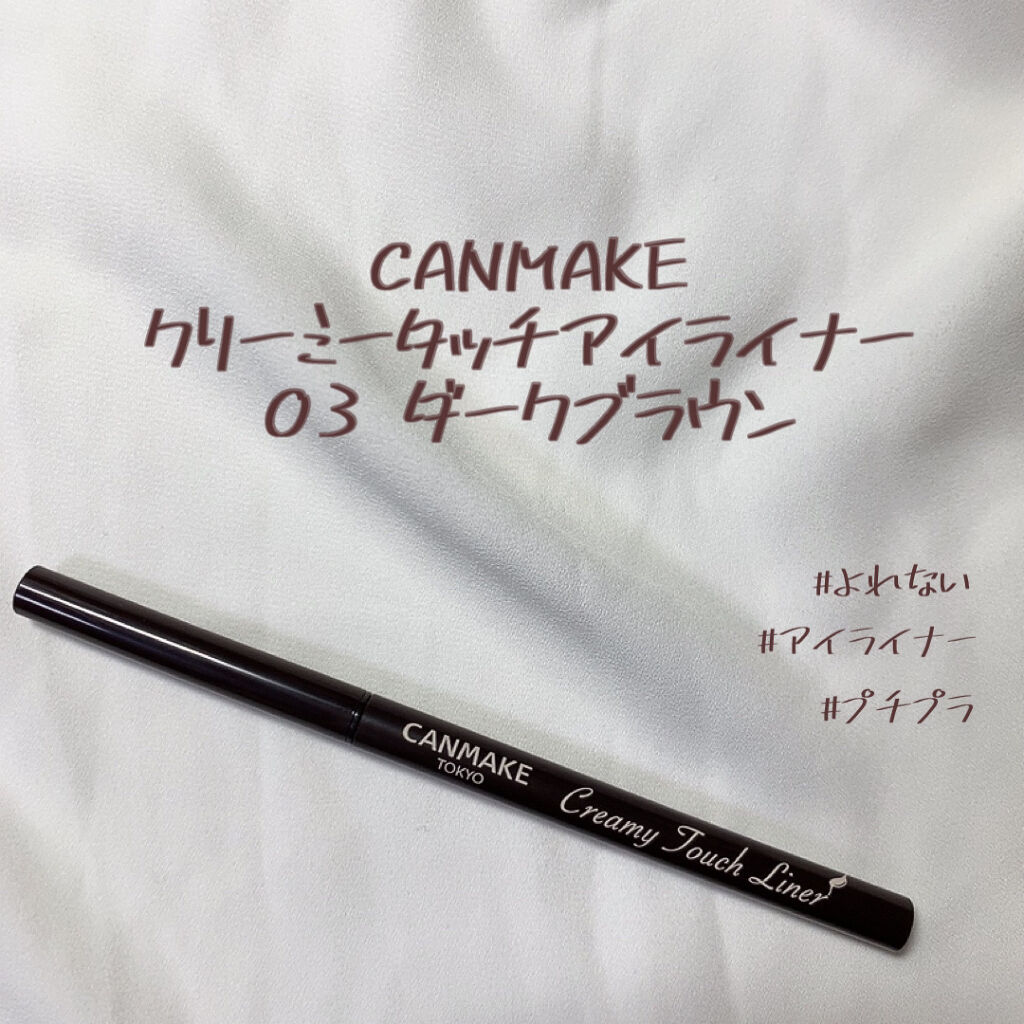 CANMAKE
クリーミータッチアイライナー
03 ダークブラウン
#よれない
#アイライナー
#プチプラ
CANMAKE
TOKYO
Creamy Touch Liner